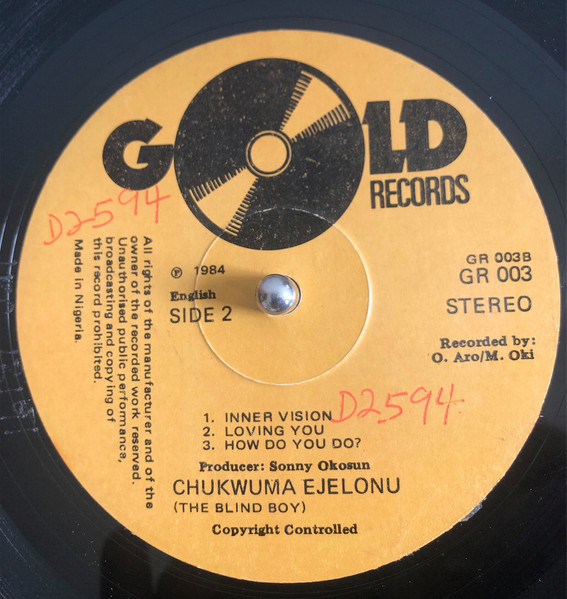 GOLD
RECORDS
D2594
All rights of the manufacturer and of the
owner of the recorded work reserved.
Unauthorised public performance,
broadcasting and copying of
this record prohibited.
Made in Nigeria.
℗ 1984
English
SIDE 2
GR 003B
GR 003
STEREO
Recorded by:
O. Aro/M. Oki
1. INNER VISION
2. LOVING YOU
3. HOW DO YOU DO?
D2594
Producer: Sonny Okosun
CHUKWUMA EJELONU
(THE BLIND BOY)
Copyright Controlled